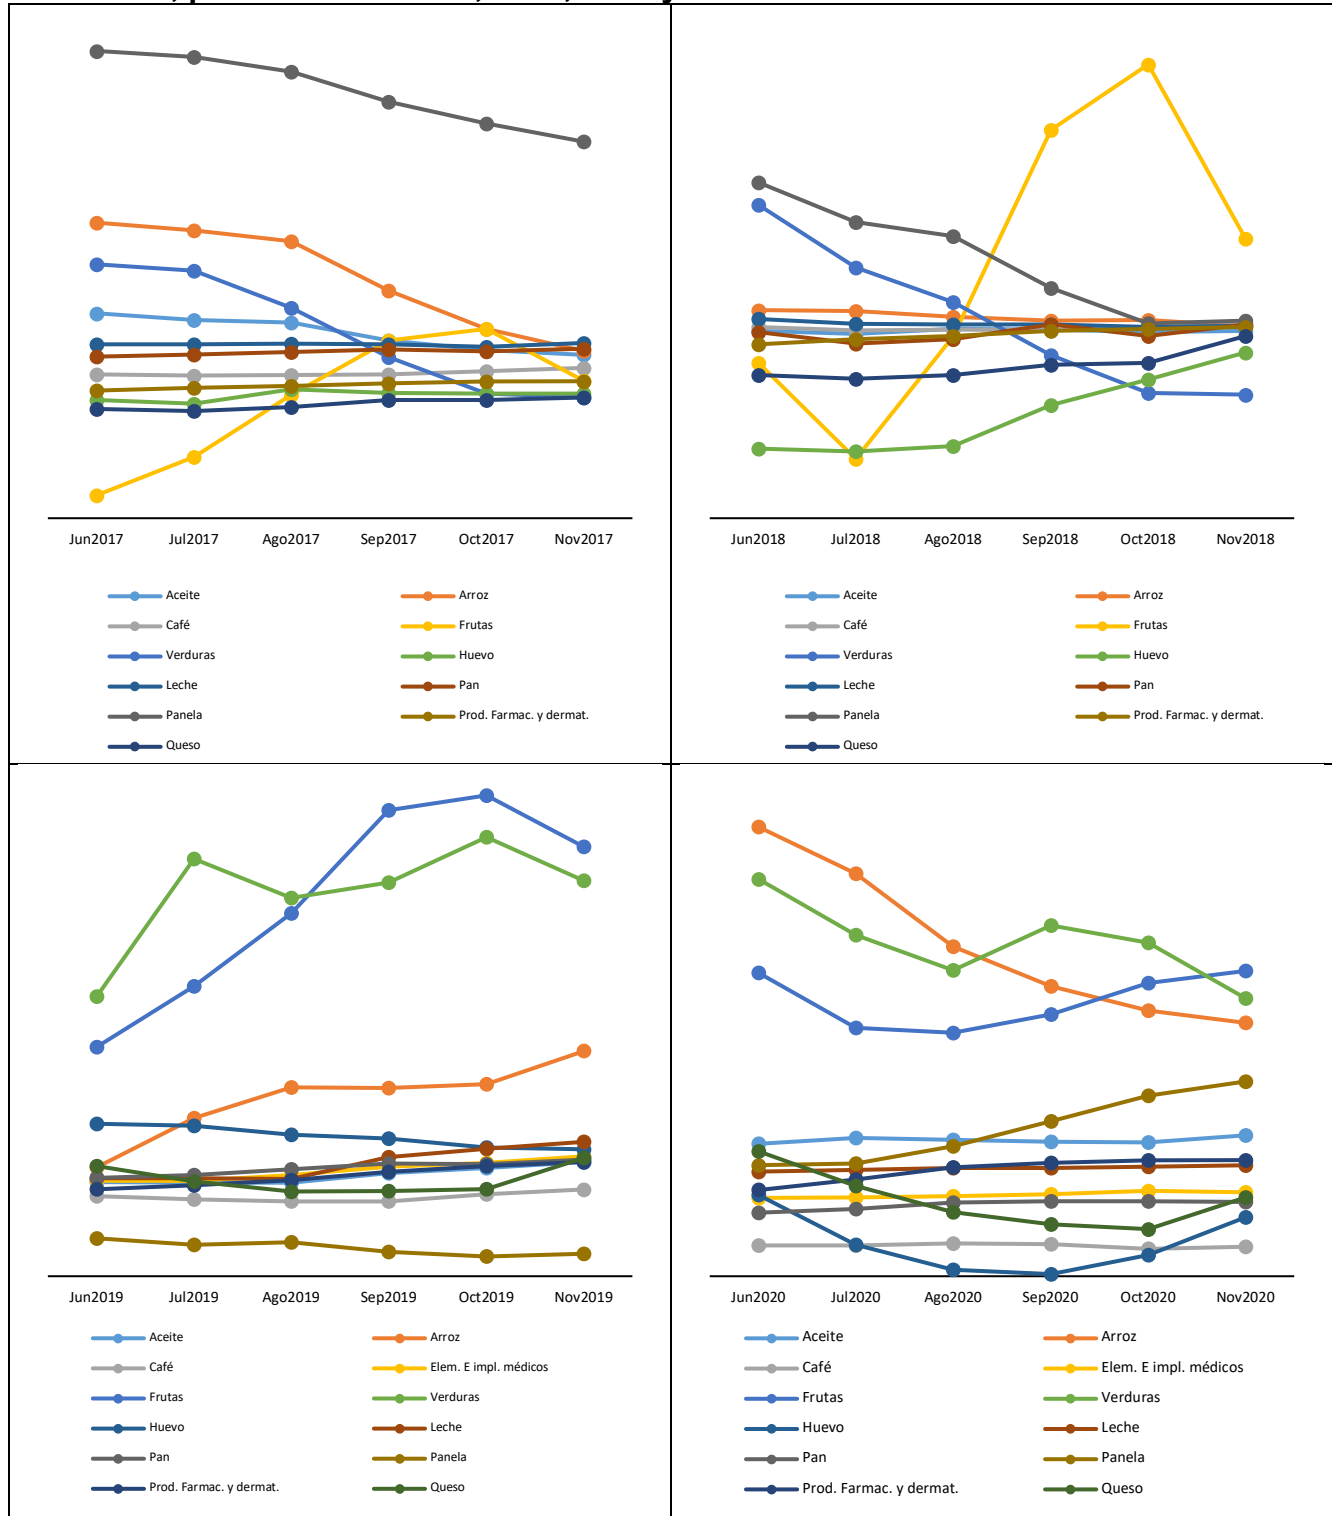 Jun2017 Jul2017 Ago2017 Sep2017 Oct2017 Nov2017
Aceite Arroz
Café Frutas
Verduras Huevo
Leche Pan
Panela Prod. Farmac. y dermat.
Queso
Jun2018 Jul2018 Ago2018 Sep2018 Oct2018 Nov2018
Aceite Arroz
Café Frutas
Verduras Huevo
Leche Pan
Panela Prod. Farmac. y dermat.
Queso
Jun2019 Jul2019 Ago2019 Sep2019 Oct2019 Nov2019
Aceite Arroz
Café Elem. E impl. médicos
Frutas Verduras
Huevo Leche
Pan Panela
Prod. Farmac. y dermat. Queso
Jun2020 Jul2020 Ago2020 Sep2020 Oct2020 Nov2020
Aceite Arroz
Café Elem. E impl. médicos
Frutas Verduras
Huevo Leche
Pan Panela
Prod. Farmac. y dermat. Queso